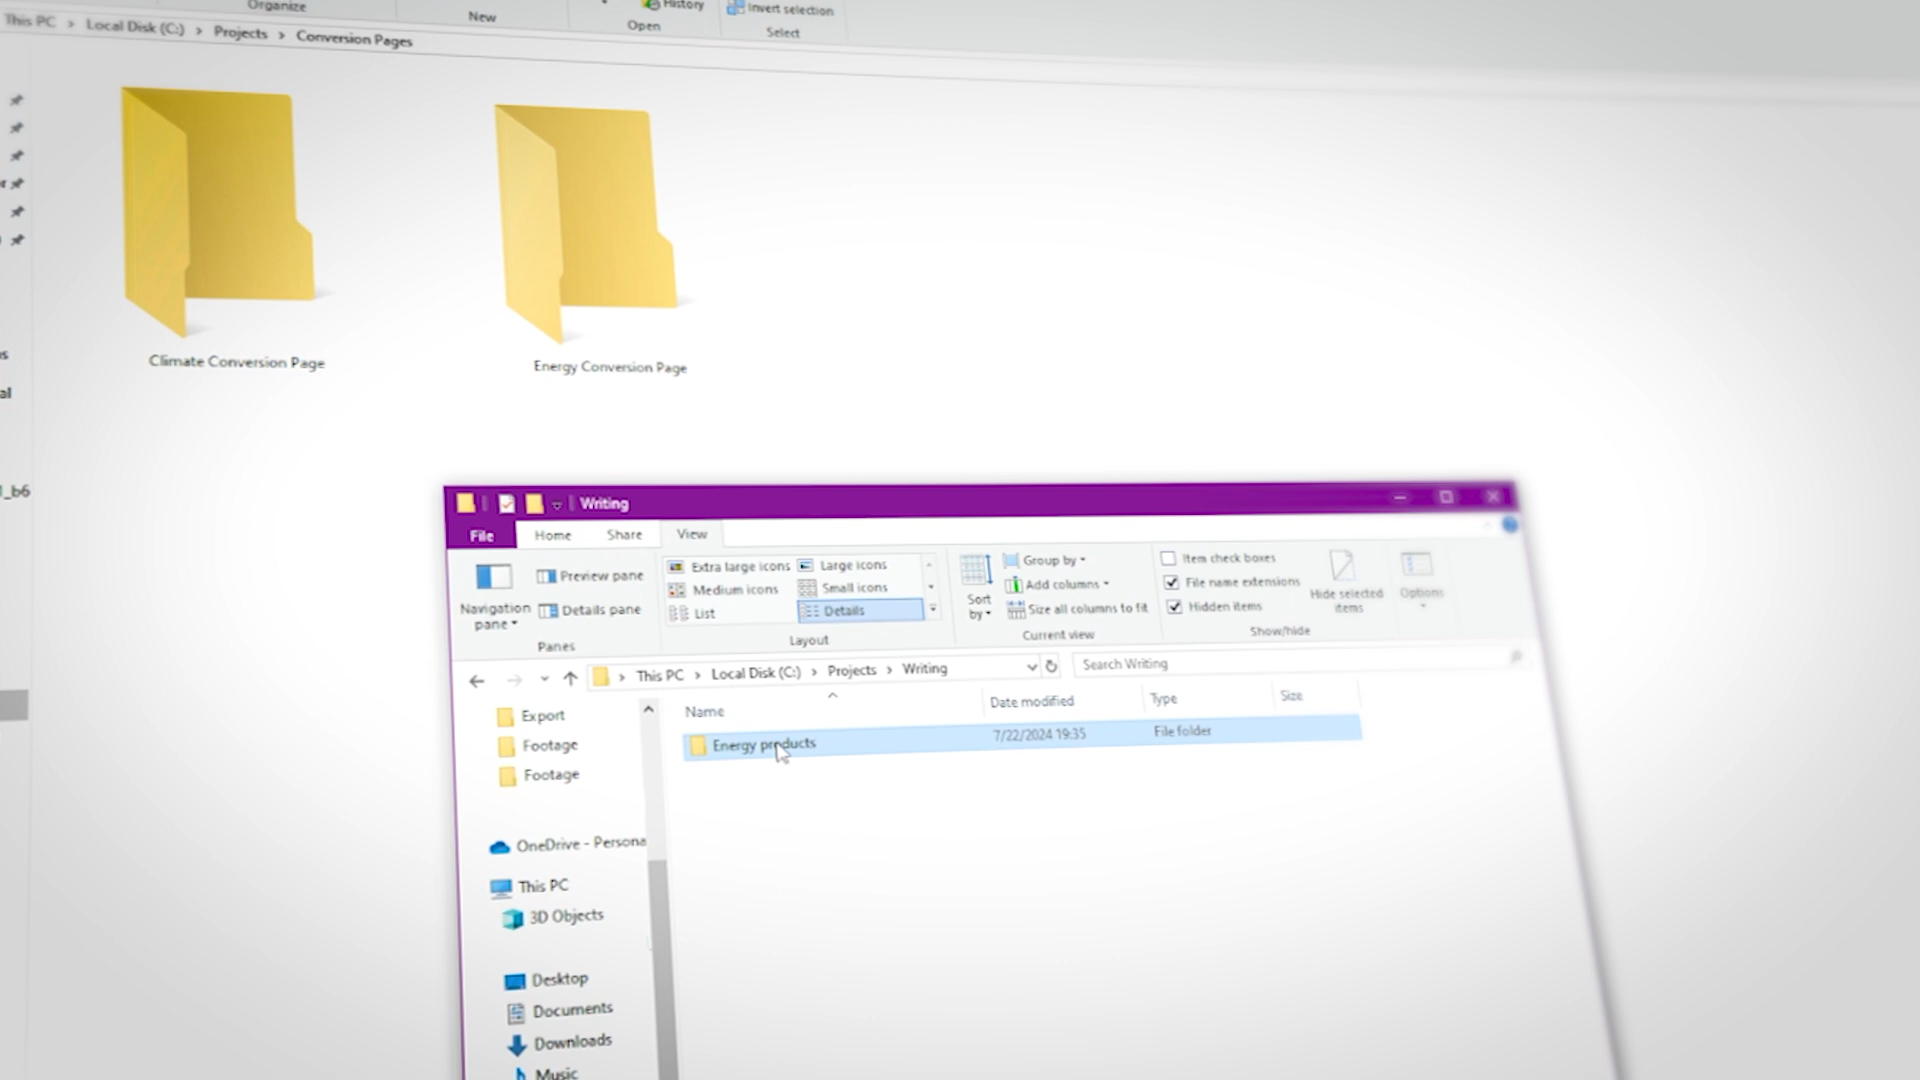 Organize
New
History
Open
Invert selection
Select
This PC > Local Disk (C:) > Projects > Conversion Pages
Climate Conversion Page
Energy Conversion Page
al
1_b6
Writing
File
Home
Share
View
Navigation pane
Preview pane
Details pane
Panes
Extra large icons
Large icons
Medium icons
Small icons
List
Details
Layout
Sort by
Group by
Add columns
Size all columns to fit
Current view
Item check boxes
File name extensions
Hidden items
Hide selected items
Show/hide
Options
This PC > Local Disk (C:) > Projects > Writing
Search Writing
Name
Date modified
Type
Size
Energy products
7/22/2024 19:35
File folder
Export
Footage
Footage
OneDrive - Persona
This PC
3D Objects
Desktop
Documents
Downloads
Music